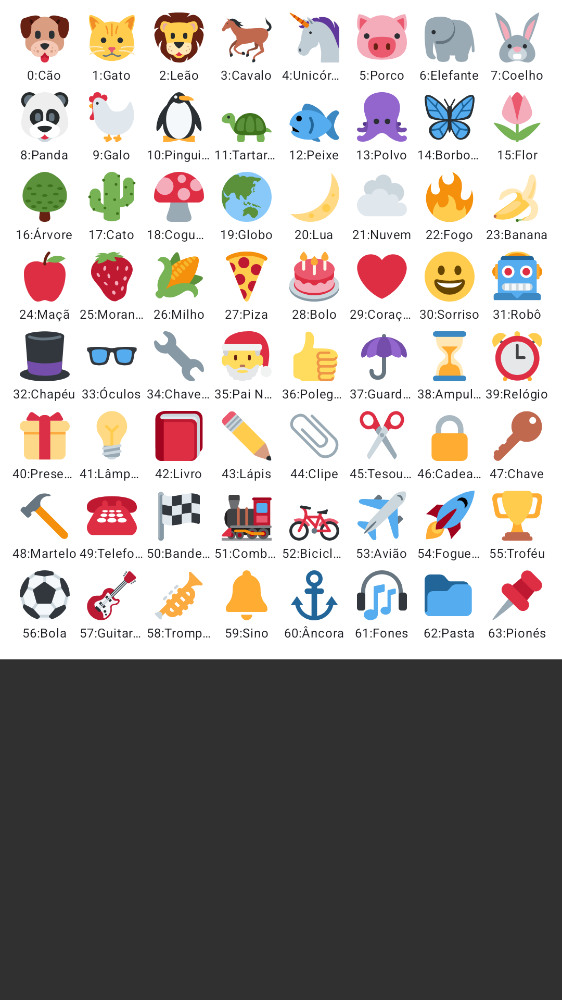 0:Cão 1:Gato 2:Leão 3:Cavalo 4:Unicór... 5:Porco 6:Elefante 7:Coelho
8:Panda 9:Galo 10:Pingui... 11:Tartar... 12:Peixe 13:Polvo 14:Borbo... 15:Flor
16:Árvore 17:Cato 18:Cogu... 19:Globo 20:Lua 21:Nuvem 22:Fogo 23:Banana
24:Maçã 25:Moran... 26:Milho 27:Piza 28:Bolo 29:Coraç... 30:Sorriso 31:Robô
32:Chapéu 33:Óculos 34:Chave... 35:Pai N... 36:Poleg... 37:Guard... 38:Ampul... 39:Relógio
40:Prese... 41:Lâmp... 42:Livro 43:Lápis 44:Clipe 45:Tesou... 46:Cadea... 47:Chave
48:Martelo 49:Telefo... 50:Bande... 51:Comb... 52:Bicicl... 53:Avião 54:Fogue... 55:Troféu
56:Bola 57:Guitar... 58:Tromp... 59:Sino 60:Âncora 61:Fones 62:Pasta 63:Pionés